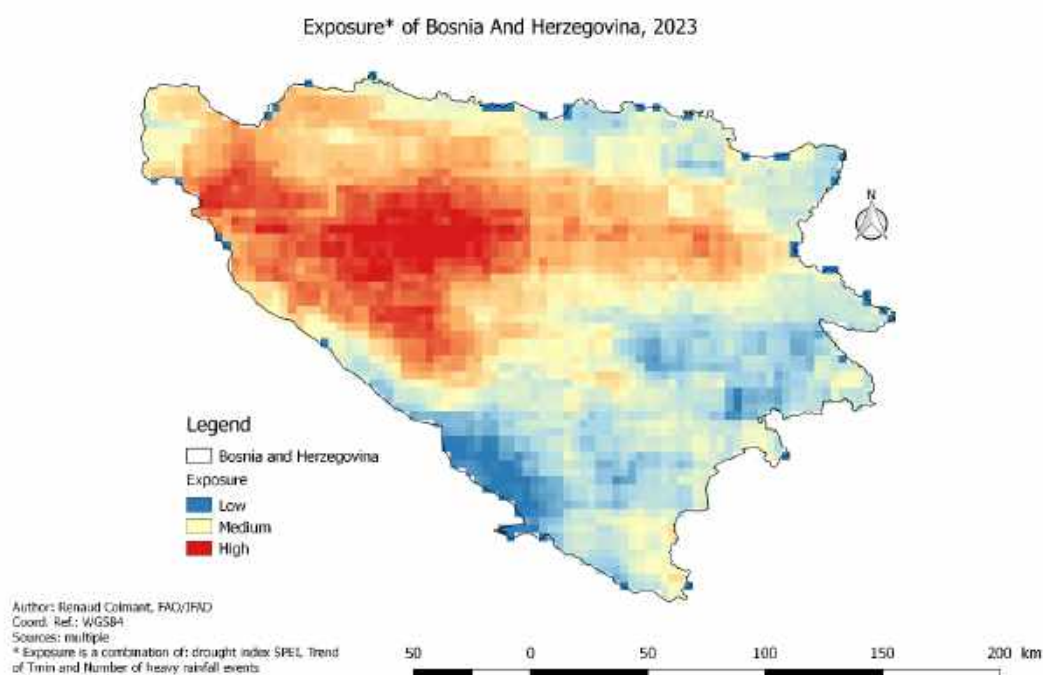 Exposure* of Bosnia And Herzegovina, 2023
N
Legend
Bosnia and Herzegovina
Exposure
Low
Medium
High
Author: Renaud Colmant, FAO/IFAD
Coord. Ref.: WGS84
Sources: multiple
* Exposure is a combination of: drought index SPEI, Trend
of Tmin and Number of heavy rainfall events
50 0 50 100 150 200 km